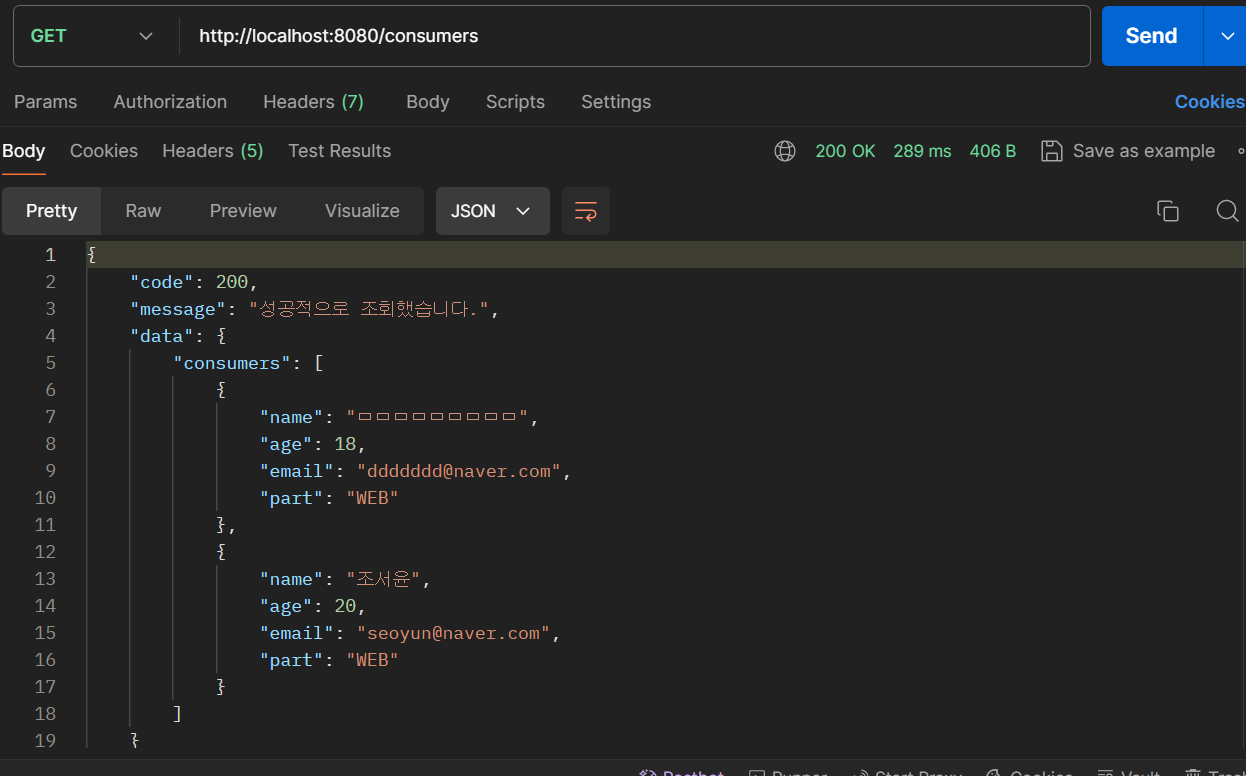 GET http://localhost:8080/consumers Send
Params Authorization Headers (7) Body Scripts Settings Cookies
Body Cookies Headers (5) Test Results 200 OK 289 ms 406 B Save as example
Pretty Raw Preview Visualize JSON
1 {
2 "code": 200,
3 "message": "성공적으로 조회했습니다.",
4 "data": {
5 "consumers": [
6 {
7 "name": "ㅁㅁㅁㅁㅁㅁㅁㅁㅁ",
8 "age": 18,
9 "email": "ddddddd@naver.com",
10 "part": "WEB"
11 },
12 {
13 "name": "조서윤",
14 "age": 20,
15 "email": "seoyun@naver.com",
16 "part": "WEB"
17 }
18 ]
19 }
Postbot Runner Start Proxy Cookies Vault